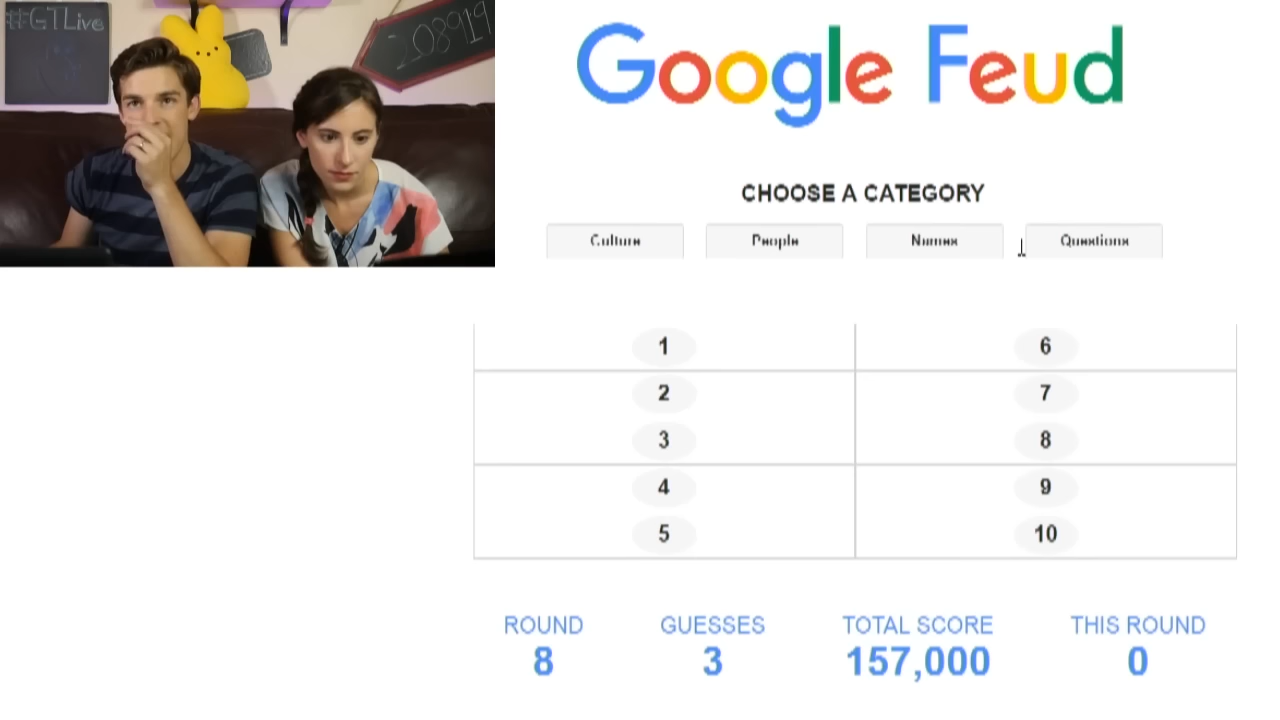 #GTLive
208919
Google Feud
CHOOSE A CATEGORY
Culture People Names Questions
1 6
2 7
3 8
4 9
5 10
ROUND GUESSES TOTAL SCORE THIS ROUND
8 3 157,000 0